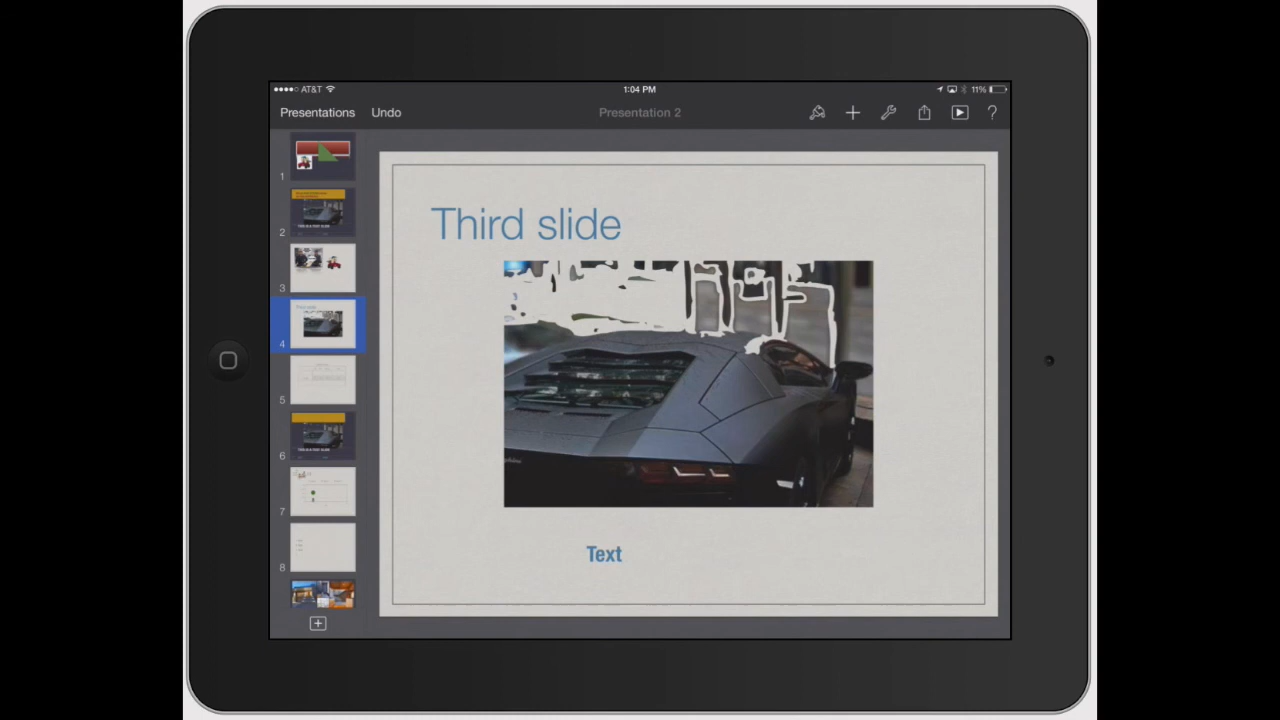 AT&T
1:04 PM
11%
Presentations
Undo
Presentation 2
?
1
2
3
4
5
6
7
8
Third slide
Text